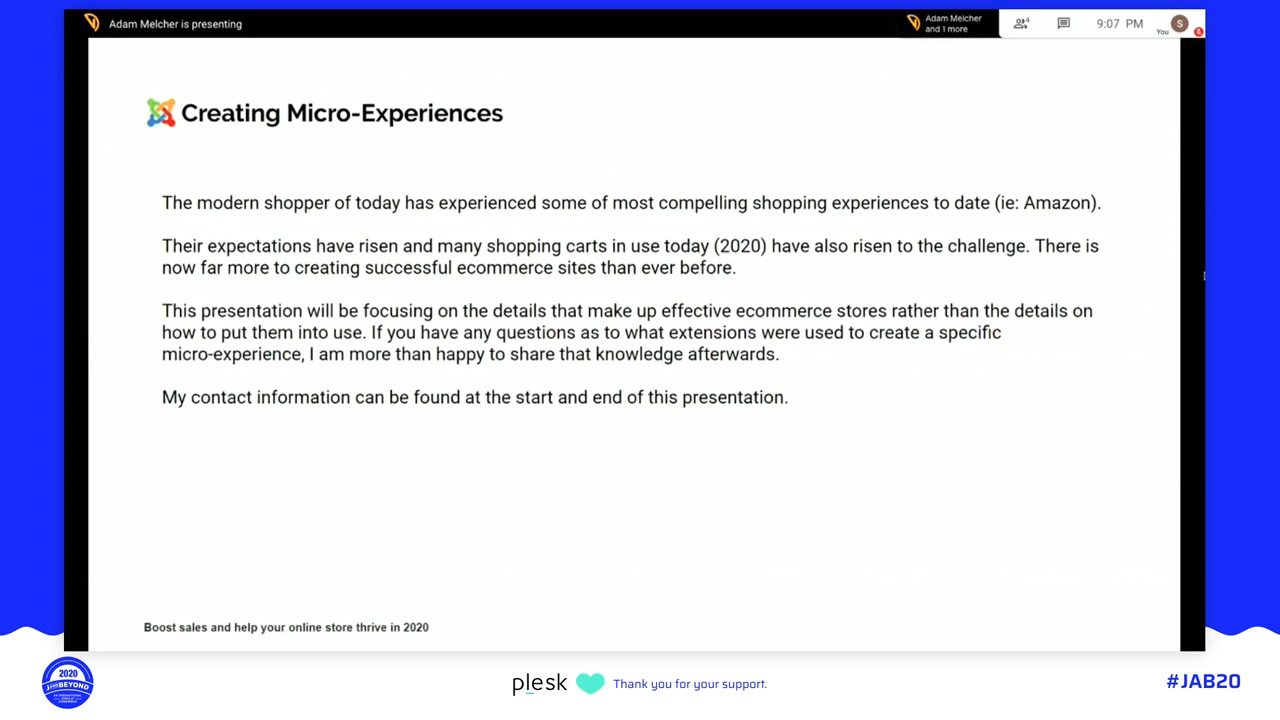 Adam Melcher is presenting
Adam Melcher
and 1 more
4
9:07 PM
You
S
Creating Micro-Experiences
The modern shopper of today has experienced some of most compelling shopping experiences to date (ie: Amazon).
Their expectations have risen and many shopping carts in use today (2020) have also risen to the challenge. There is
now far more to creating successful ecommerce sites than ever before.
This presentation will be focusing on the details that make up effective ecommerce stores rather than the details on
how to put them into use. If you have any questions as to what extensions were used to create a specific
micro-experience, I am more than happy to share that knowledge afterwards.
My contact information can be found at the start and end of this presentation.
Boost sales and help your online store thrive in 2020
2020
JANDBEYOND
plesk
Thank you for your support.
#JAB20